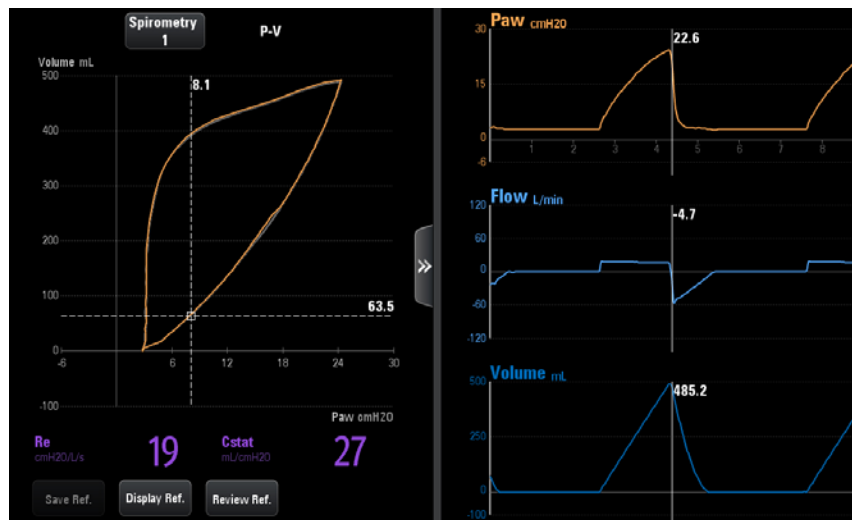 Spirometry
1
P-V
Volume mL
500
8.1
400
300
200
100
63.5
0
-6
6
12
18
24
30
-100
Paw cmH2O
Re
cmH2O/L/s
19
Cstat
mL/cmH2O
27
Save Ref.
Display Ref.
Review Ref.
»
Paw cmH2O
30
22.6
15
0
1 2 3 4 5 6 7 8
-6
Flow L/min
120
-4.7
60
0
-60
-120
Volume mL
500
485.2
250
0
-100